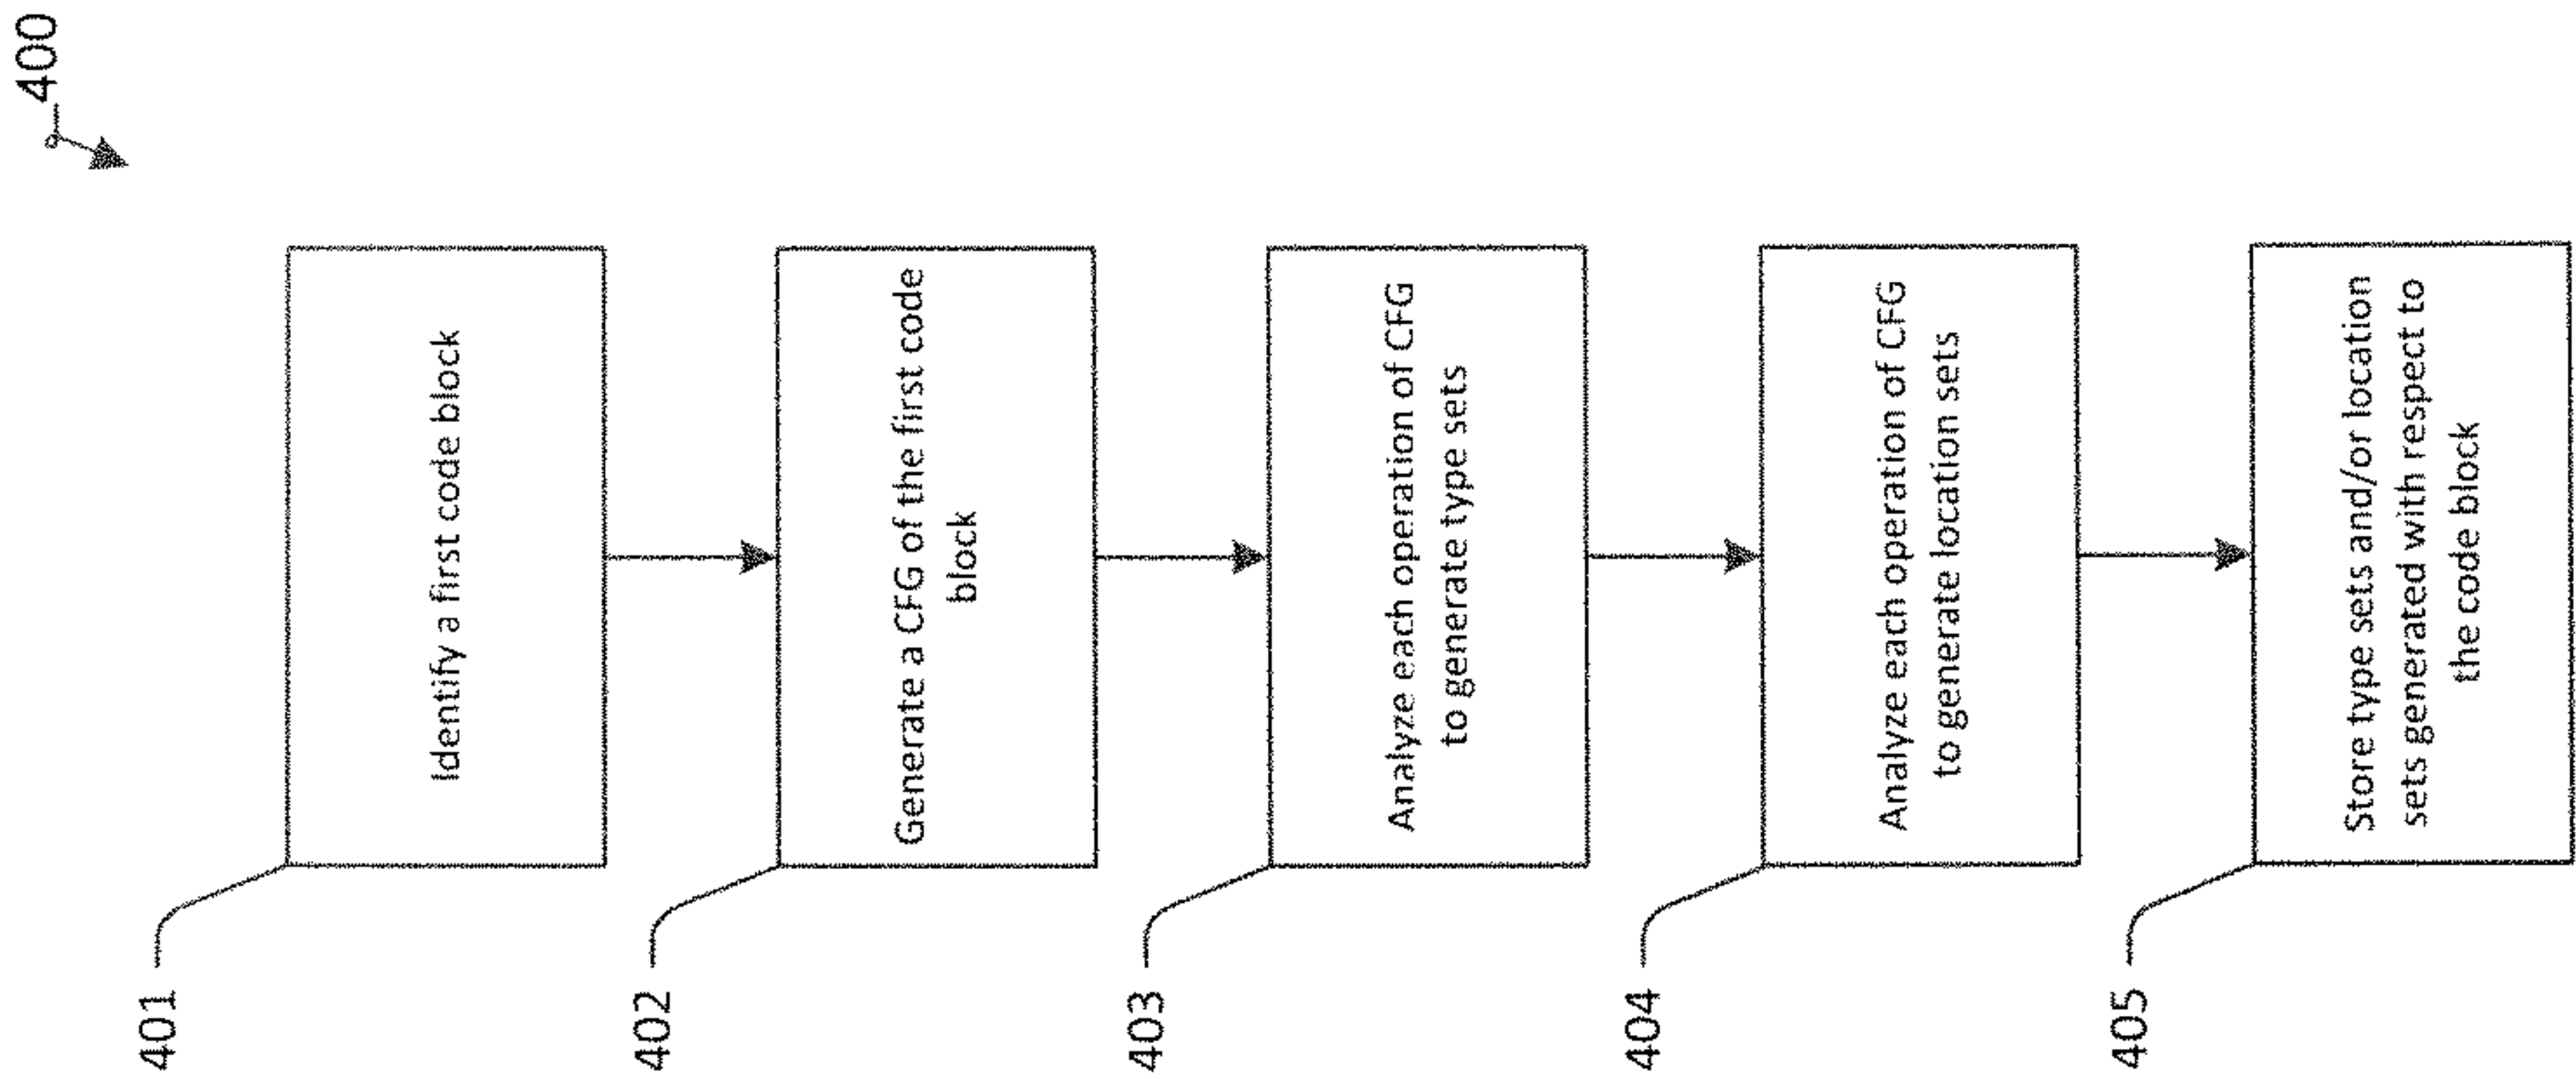 400
401
Identify a first code block
402
Generate a CFG of the first code
block
403
Analyze each operation of CFG
to generate type sets
404
Analyze each operation of CFG
to generate location sets
405
Store type sets and/or location
sets generated with respect to
the code block